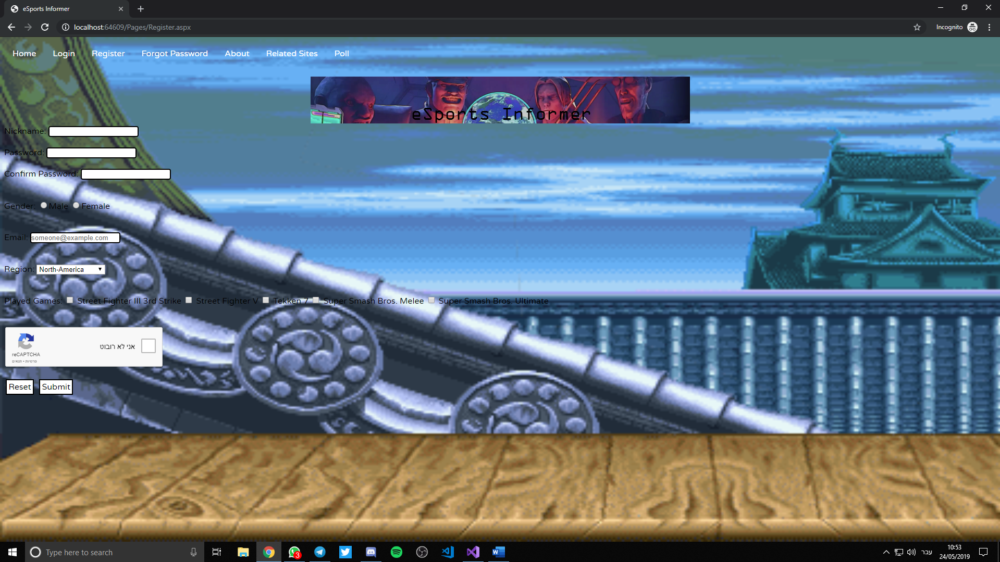 eSports Informer
localhost:64609/Pages/Register.aspx
Incognito
Home Login Register Forgot Password About Related Sites Poll
eSports Informer
Nickname:
Password:
Confirm Password:
Gender: Male Female
Email: someone@example.com
Region: North-America
Played Games: Street Fighter III 3rd Strike Street Fighter V Tekken 7 Super Smash Bros. Melee Super Smash Bros. Ultimate
אני לא רובוט
reCAPTCHA
פרטיות • תנאים
Reset Submit
Type here to search
3
עבר
10:53
24/05/2019